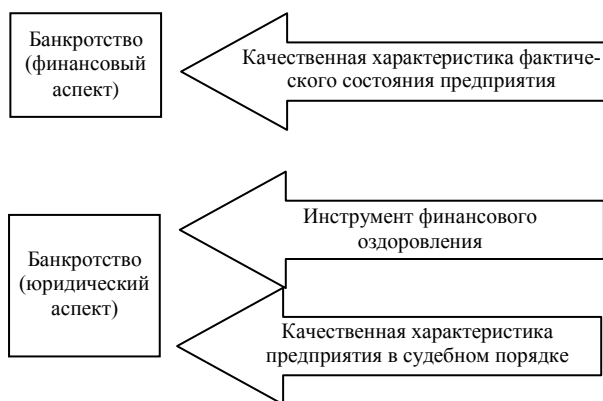 Банкротство
(финансовый
аспект)
Качественная характеристика фактиче-
ского состояния предприятия
Банкротство
(юридический
аспект)
Инструмент финансового
оздоровления
Качественная характеристика
предприятия в судебном порядке